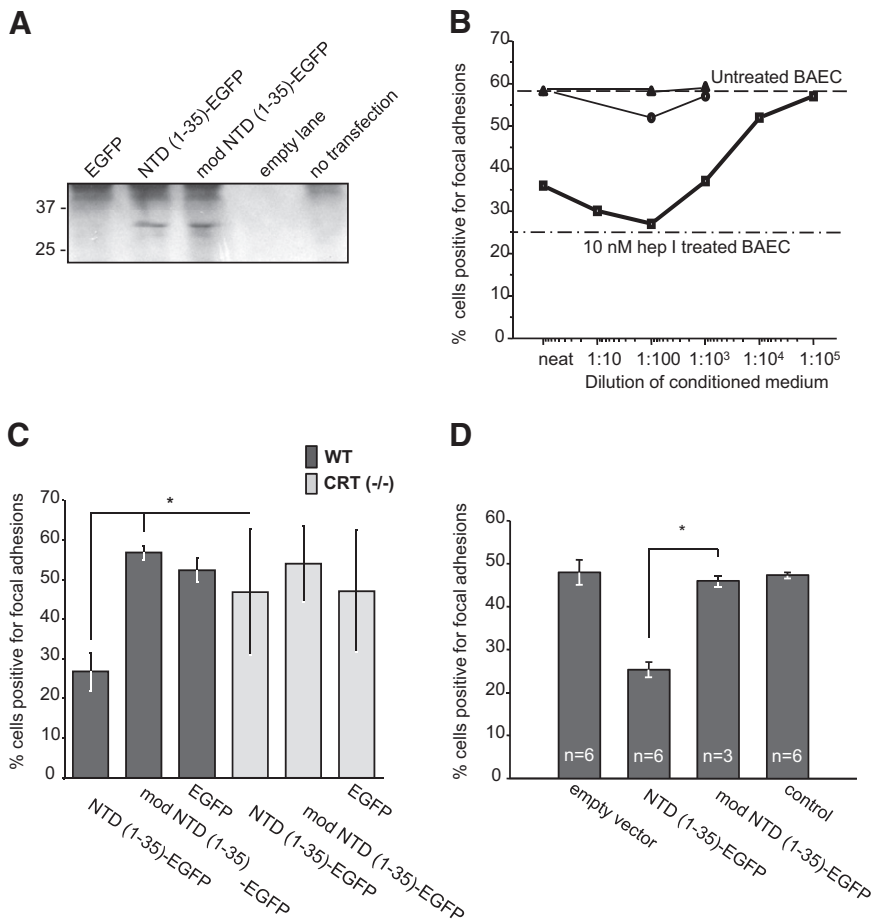 A
EGFP
NTD (1-35)-EGFP
mod NTD (1-35)-EGFP
empty lane
no transfection
37 -
25 -
B
% cells positive for focal adhesions
70
60
50
40
30
20
10
0
Untreated BAEC
10 nM hep I treated BAEC
neat 1:10 1:100 1:10³ 1:10⁴ 1:10⁵
Dilution of conditioned medium
C
WT
CRT (-/-)
% cells positive for focal adhesions
70
60
50
40
30
20
10
0
*
NTD (1-35)-EGFP
mod NTD (1-35)
-EGFP
EGFP
NTD (1-35)-EGFP
mod NTD (1-35)-EGFP
EGFP
D
% cells positive for focal adhesions
60
50
40
30
20
10
0
*
n=6 n=6 n=3 n=6
empty vector
NTD (1-35)-EGFP
mod NTD (1-35)-EGFP
control